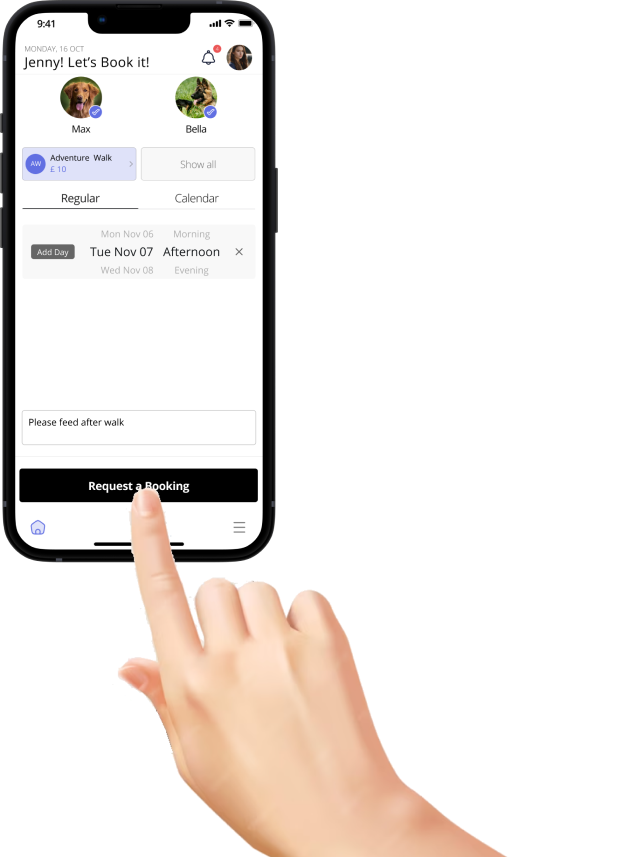 9:41
MONDAY, 16 OCT
Jenny! Let's Book it!
Max
Bella
AW
Adventure Walk
£ 10
Show all
Regular
Calendar
Mon Nov 06 Morning
Add Day Tue Nov 07 Afternoon
Wed Nov 08 Evening
Please feed after walk
Request a Booking